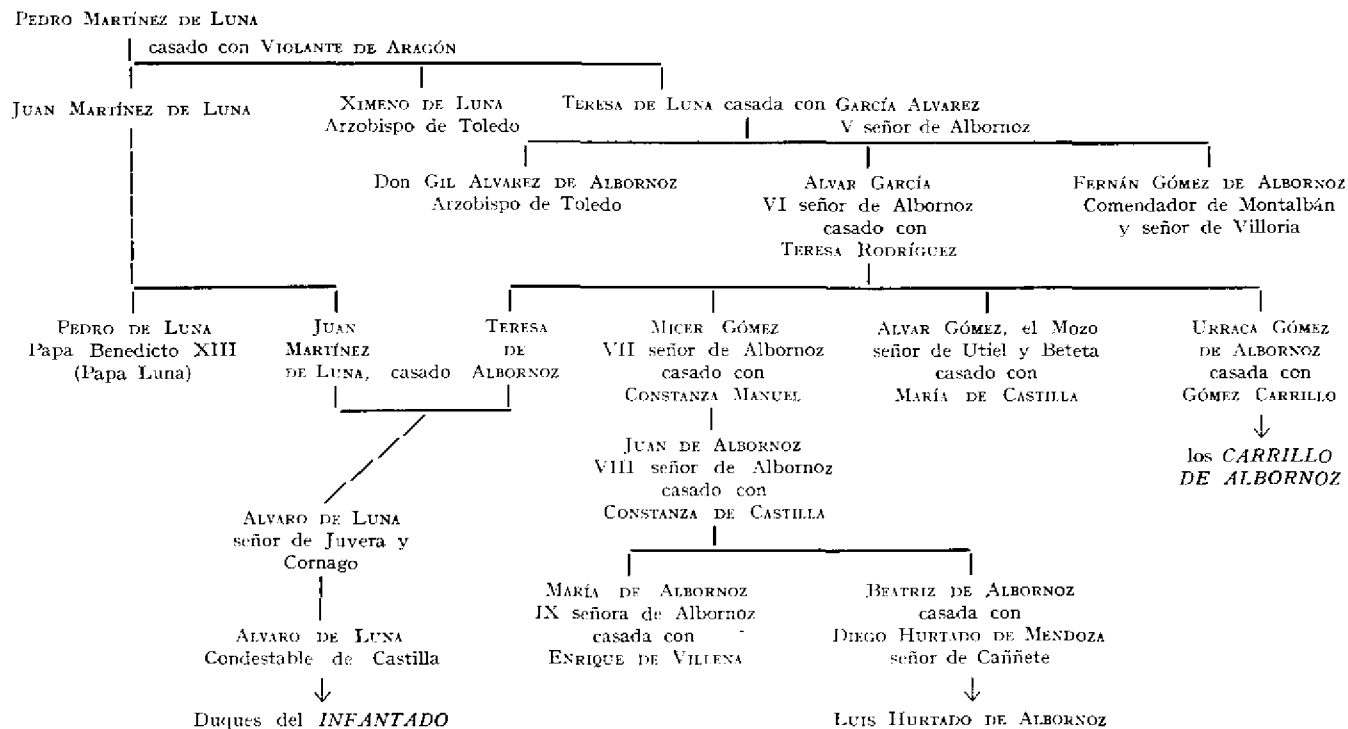 PEDRO MARTÍNEZ DE LUNA
casado con VIOLANTE DE ARAGÓN
JUAN MARTÍNEZ DE LUNA
XIMENO DE LUNA
Arzobispo de Toledo
TERESA DE LUNA casada con GARCÍA ALVAREZ
V señor de Albornoz
Don GIL ALVAREZ DE ALBORNOZ
Arzobispo de Toledo
ALVAR GARCÍA
VI señor de Albornoz
casado con
TERESA RODRÍGUEZ
FERNÁN GÓMEZ DE ALBORNOZ
Comendador de Montalbán
y señor de Villoria
PEDRO DE LUNA
Papa Benedicto XIII
(Papa Luna)
JUAN
MARTÍNEZ
DE LUNA, casado
TERESA
DE
ALBORNOZ
MICER GÓMEZ
VII señor de Albornoz
casado con
CONSTANZA MANUEL
ALVAR GÓMEZ, el Mozo
señor de Utiel y Beteta
casado con
MARÍA DE CASTILLA
URRACA GÓMEZ
DE ALBORNOZ
casada con
GÓMEZ CARRILLO
los CARRILLO
DE ALBORNOZ
JUAN DE ALBORNOZ
VIII señor de Albornoz
casado con
CONSTANZA DE CASTILLA
ALVARO DE LUNA
señor de Juvera y
Cornago
MARÍA DE ALBORNOZ
IX señora de Albornoz
casada con
ENRIQUE DE VILLENA
BEATRIZ DE ALBORNOZ
casada con
DIEGO HURTADO DE MENDOZA
señor de Caññete
ALVARO DE LUNA
Condestable de Castilla
Duques del INFANTADO
LUIS HURTADO DE ALBORNOZ